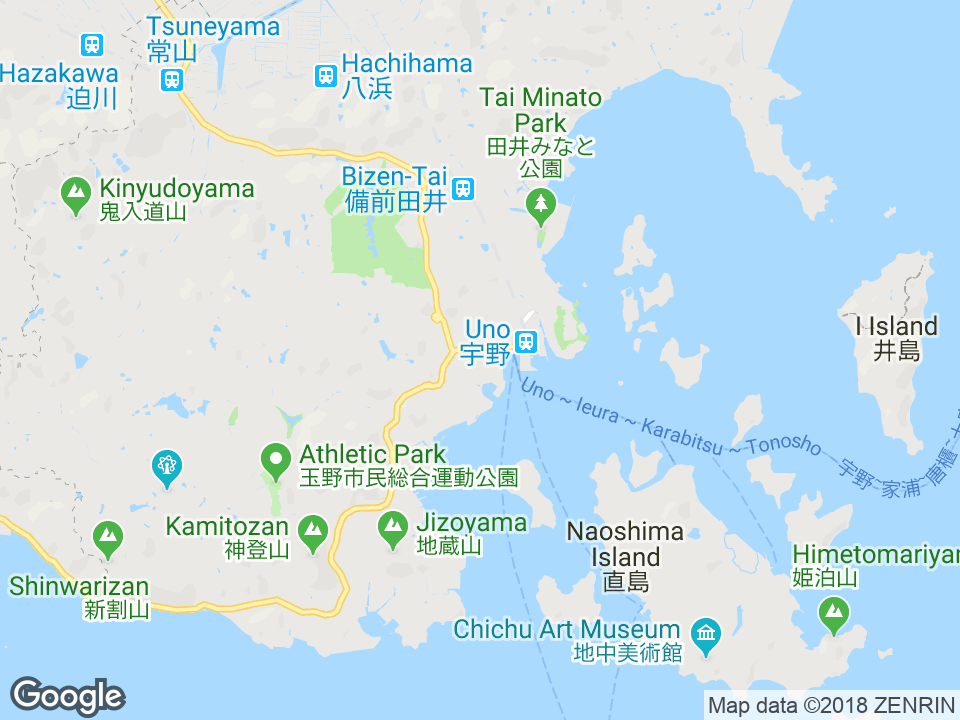 Tsuneyama
常山
Hazakawa
迫川
Hachihama
八浜
Tai Minato
Park
田井みなと
公園
Bizen-Tai
備前田井
Kinyudoyama
鬼入道山
Uno
宇野
I Island
井島
Uno ~ Ieura ~ Karabitsu ~ Tonosho
宇野~家浦~唐櫃~
Athletic Park
玉野市民総合運動公園
Kamitozan
神登山
Jizoyama
地蔵山
Naoshima
Island
直島
Shinwarizan
新割山
Himetomariyam
姫泊山
Chichu Art Museum
地中美術館
Google
Map data ©2018 ZENRIN